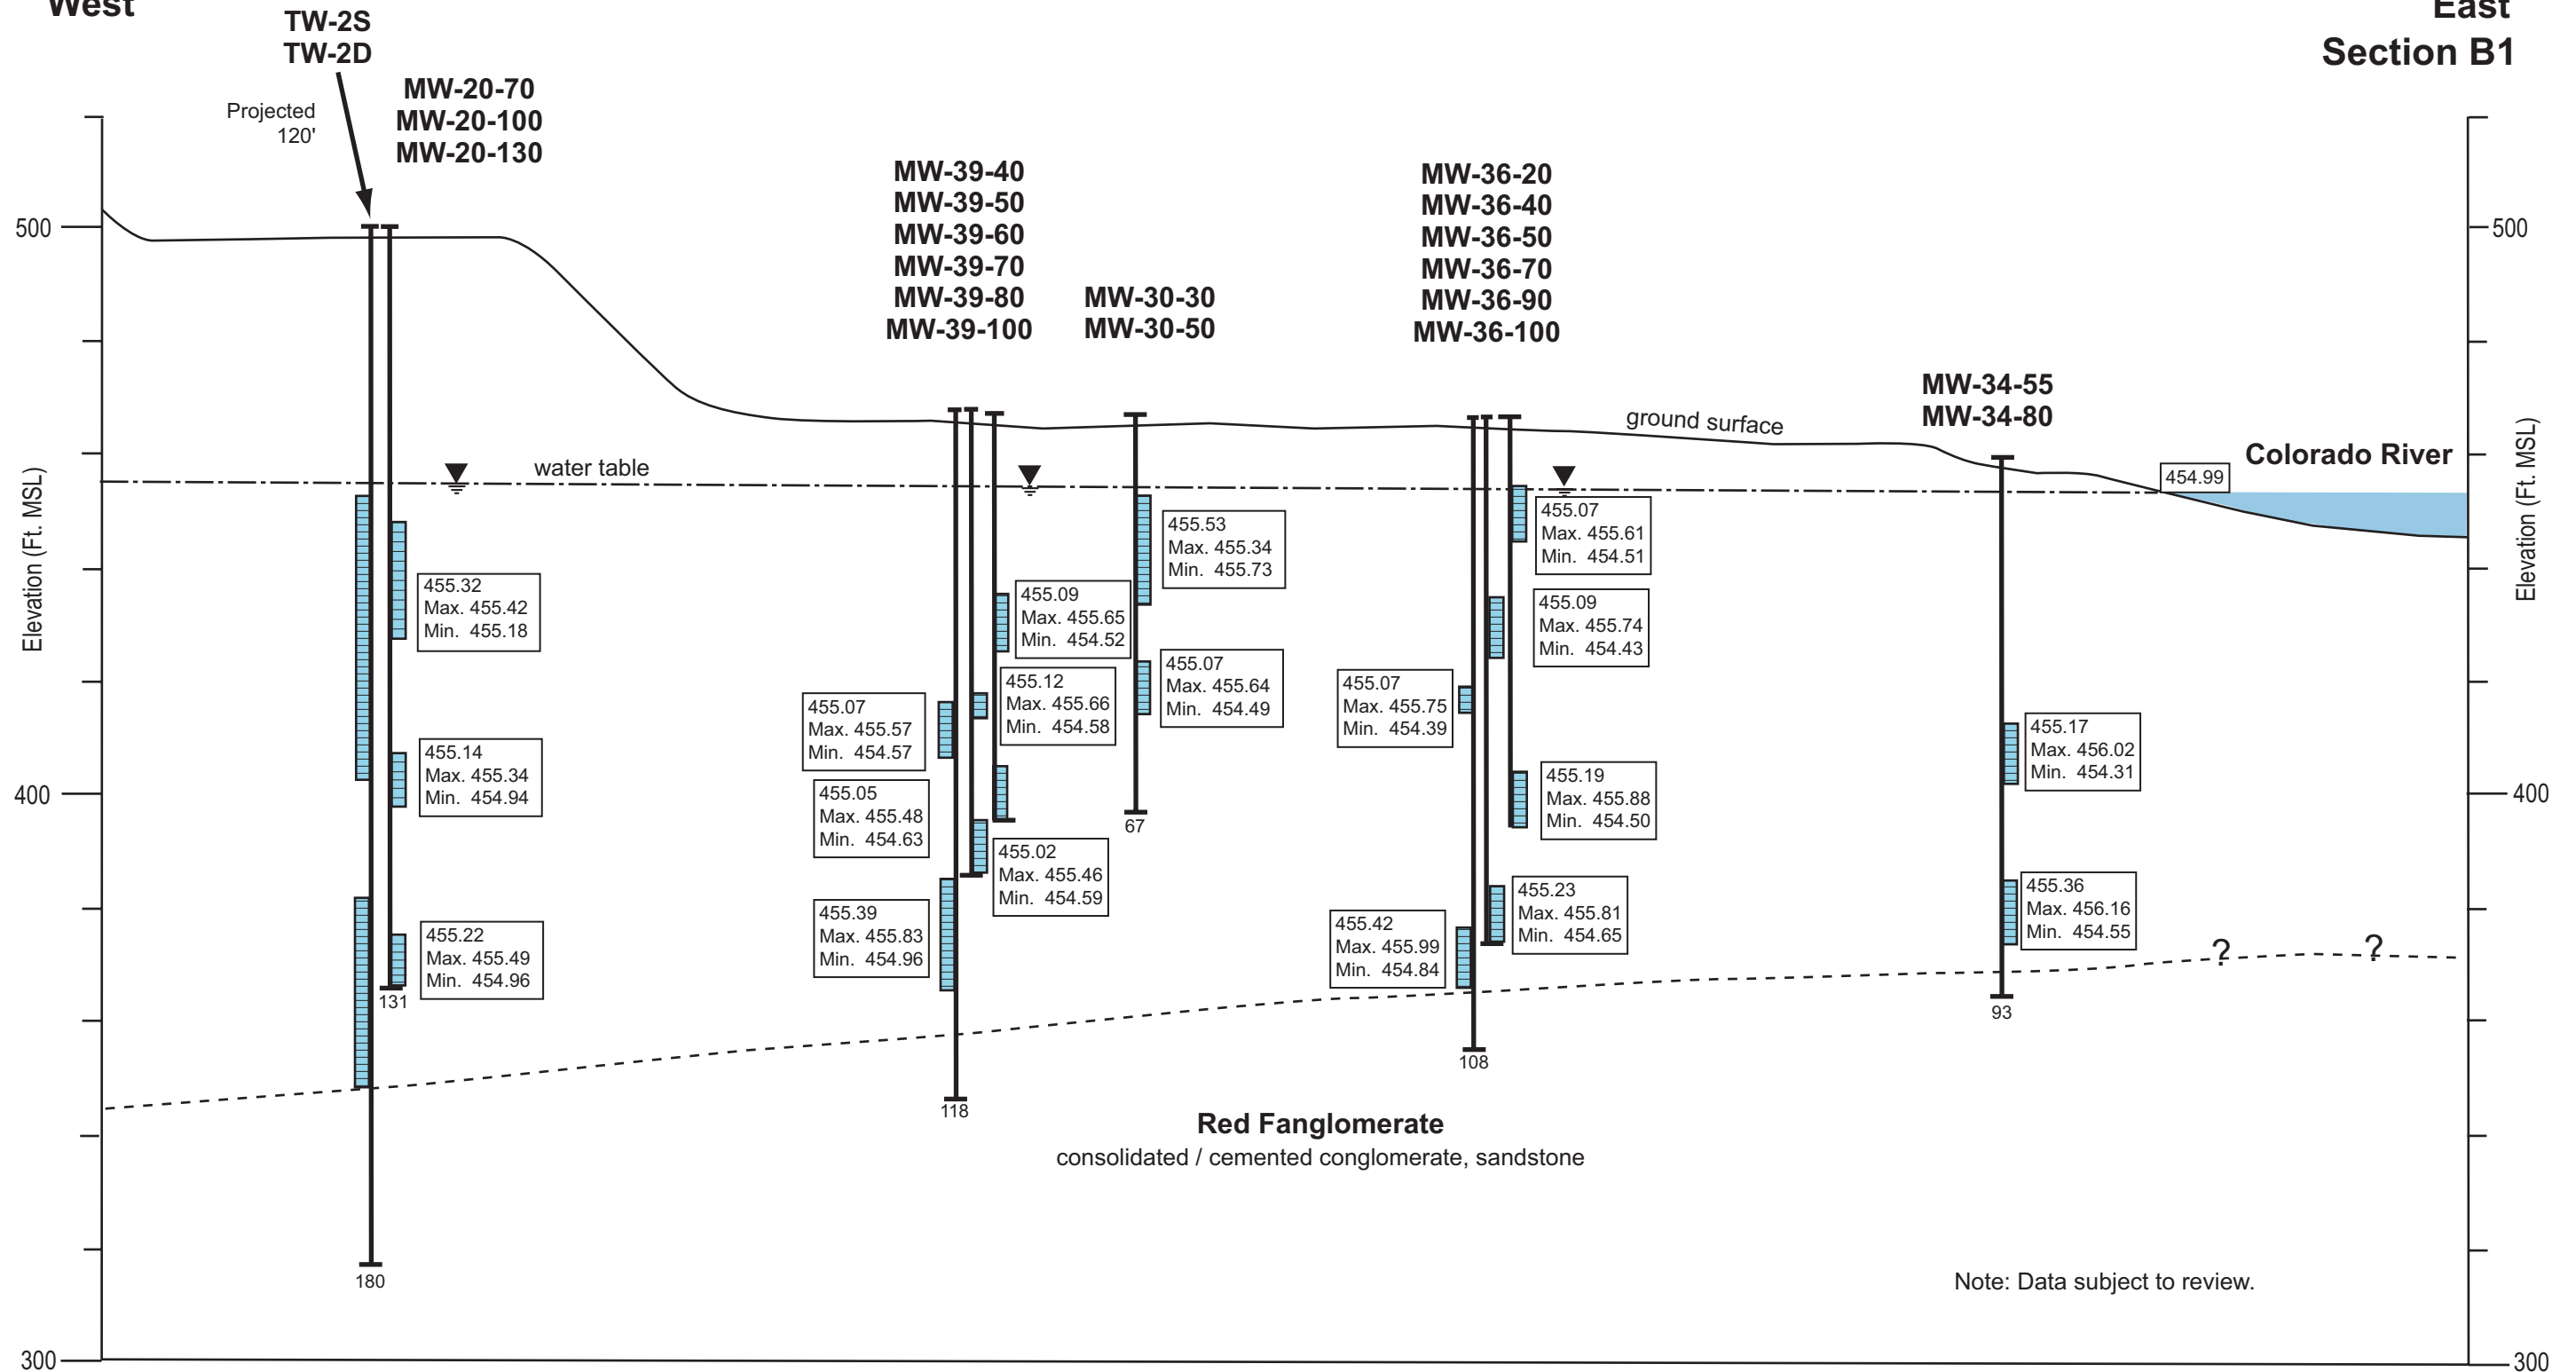 West
East
Section B1
TW-2S
TW-2D
Projected
120'
MW-20-70
MW-20-100
MW-20-130
MW-39-40
MW-39-50
MW-39-60
MW-39-70
MW-39-80
MW-39-100
MW-30-30
MW-30-50
MW-36-20
MW-36-40
MW-36-50
MW-36-70
MW-36-90
MW-36-100
MW-34-55
MW-34-80
Colorado River
ground surface
water table
454.99
500
400
300
Elevation (Ft. MSL)
500
400
300
Elevation (Ft. MSL)
455.32
Max. 455.42
Min. 455.18
455.14
Max. 455.34
Min. 454.94
455.22
Max. 455.49
Min. 454.96
131
180
455.07
Max. 455.57
Min. 454.57
455.05
Max. 455.48
Min. 454.63
455.39
Max. 455.83
Min. 454.96
118
455.09
Max. 455.65
Min. 454.52
455.12
Max. 455.66
Min. 454.58
455.02
Max. 455.46
Min. 454.59
455.53
Max. 455.34
Min. 455.73
455.07
Max. 455.64
Min. 454.49
67
455.07
Max. 455.75
Min. 454.39
455.42
Max. 455.99
Min. 454.84
108
455.07
Max. 455.61
Min. 454.51
455.09
Max. 455.74
Min. 454.43
455.19
Max. 455.88
Min. 454.50
455.23
Max. 455.81
Min. 454.65
455.17
Max. 456.02
Min. 454.31
455.36
Max. 456.16
Min. 454.55
93
?
?
Red Fanglomerate
consolidated / cemented conglomerate, sandstone
Note: Data subject to review.